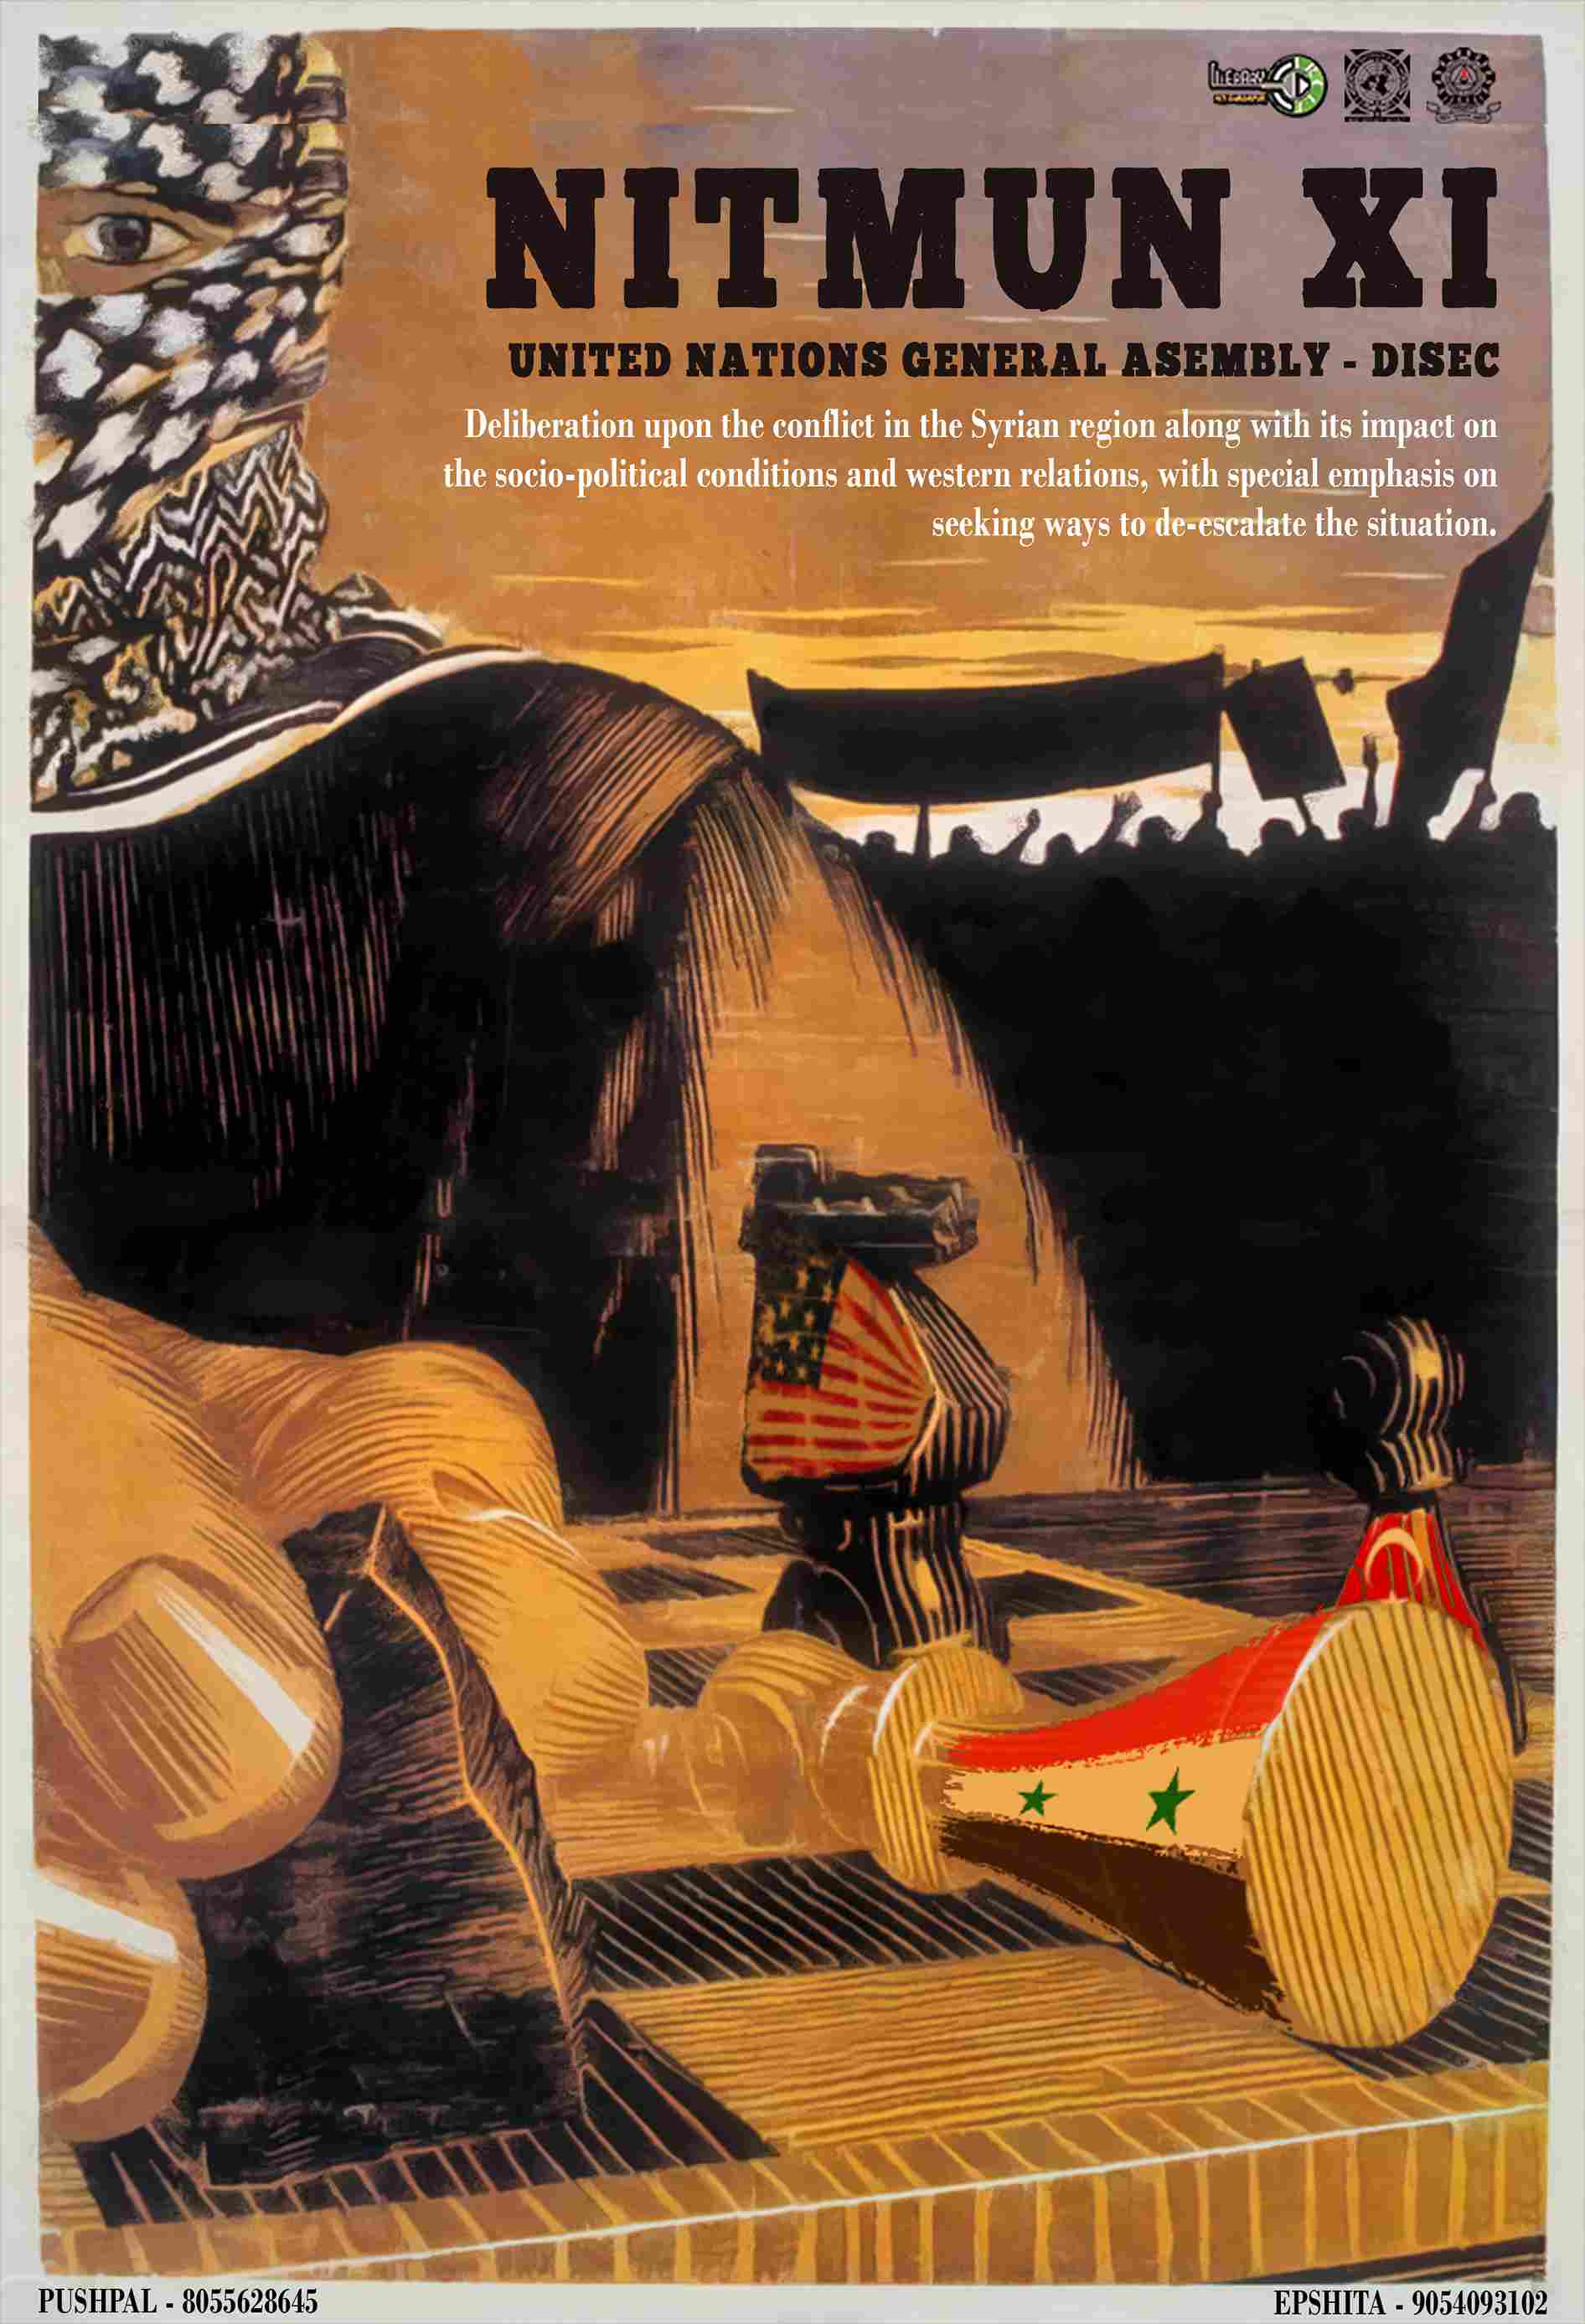 LITERARY
NITMUN XI
UNITED NATIONS GENERAL ASEMBLY - DISEC
Deliberation upon the conflict in the Syrian region along with its impact on
the socio-political conditions and western relations, with special emphasis on
seeking ways to de-escalate the situation.
PUSHPAL - 8055628645
EPSHITA - 9054093102